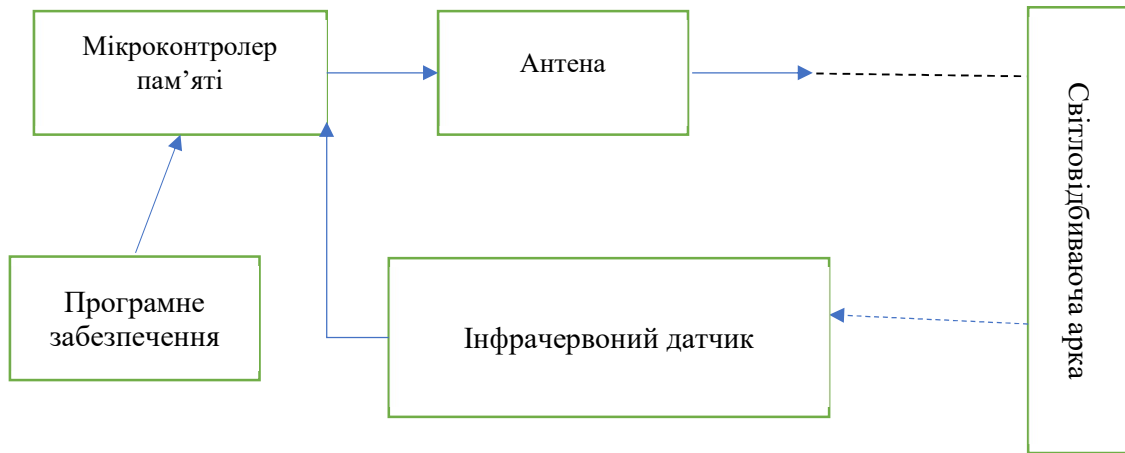 Мікроконтролер
пам’яті
Антена
Світловідбиваюча арка
Програмне
забезпечення
Інфрачервоний датчик